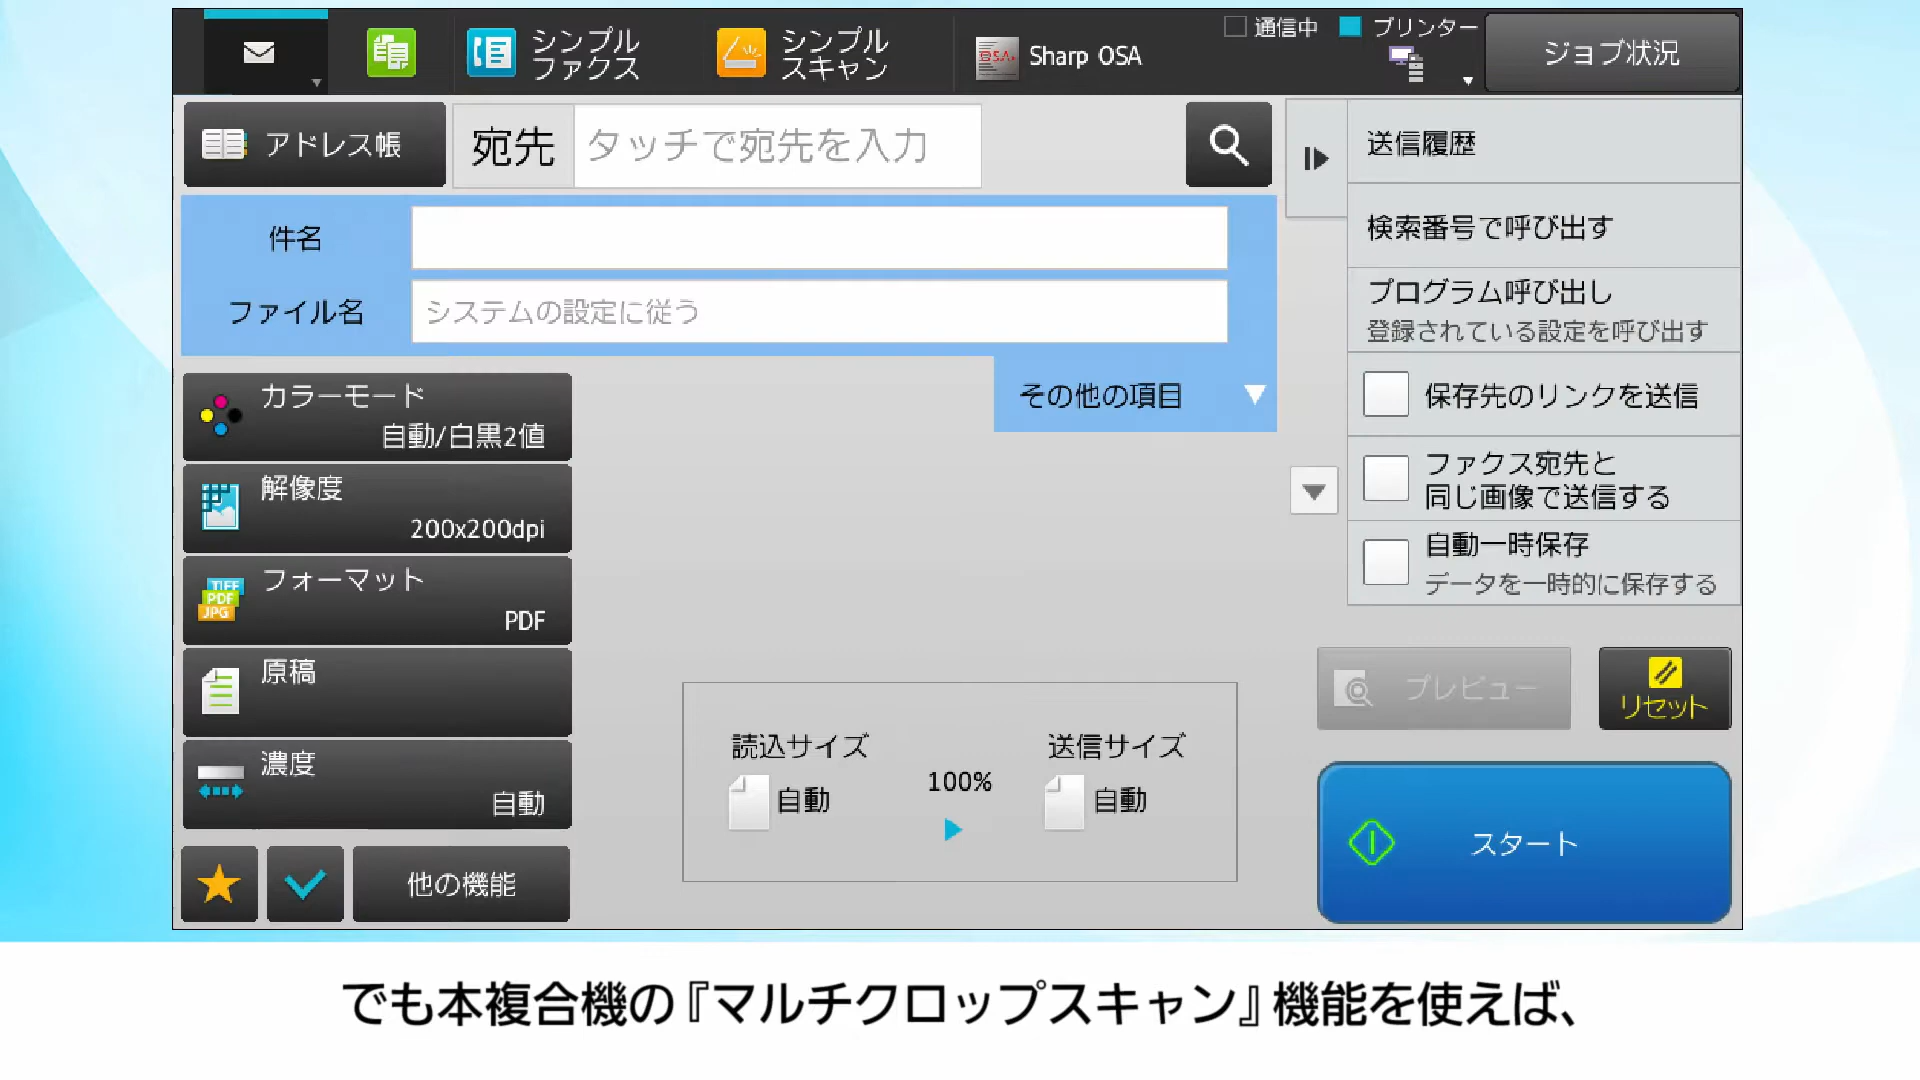 シンプル
ファクス
シンプル
スキャン
Sharp OSA
通信中
プリンター
ジョブ状況
アドレス帳
宛先
タッチで宛先を入力
件名
ファイル名
システムの設定に従う
その他の項目
送信履歴
検索番号で呼び出す
プログラム呼び出し
登録されている設定を呼び出す
保存先のリンクを送信
ファクス宛先と
同じ画像で送信する
自動一時保存
データを一時的に保存する
カラーモード
自動/白黒2値
解像度
200x200dpi
TIFF
PDF
JPG
フォーマット
PDF
原稿
濃度
自動
他の機能
読込サイズ
自動
100%
送信サイズ
自動
プレビュー
リセット
スタート
でも本複合機の『マルチクロップスキャン』機能を使えば、